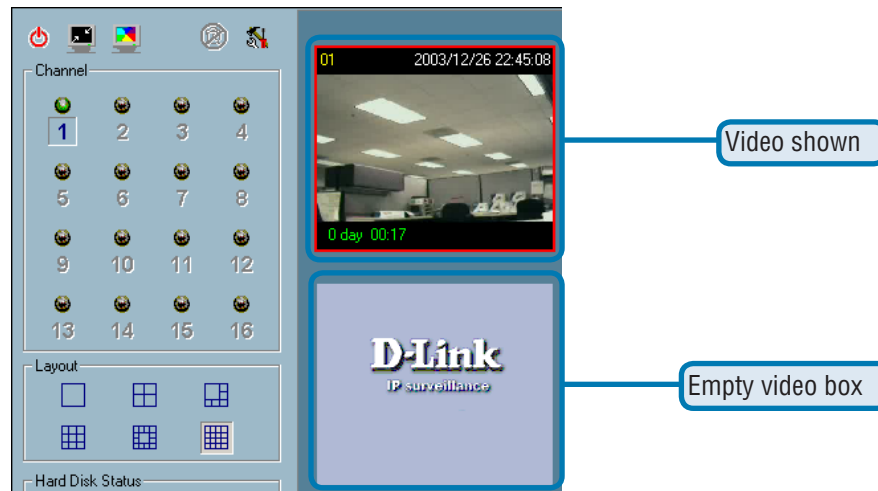 Channel
1 2 3 4
5 6 7 8
9 10 11 12
13 14 15 16
Layout
Hard Disk Status
01 2003/12/26 22:45:08
0 day 00:17
D-Link
IP surveillance
Video shown
Empty video box